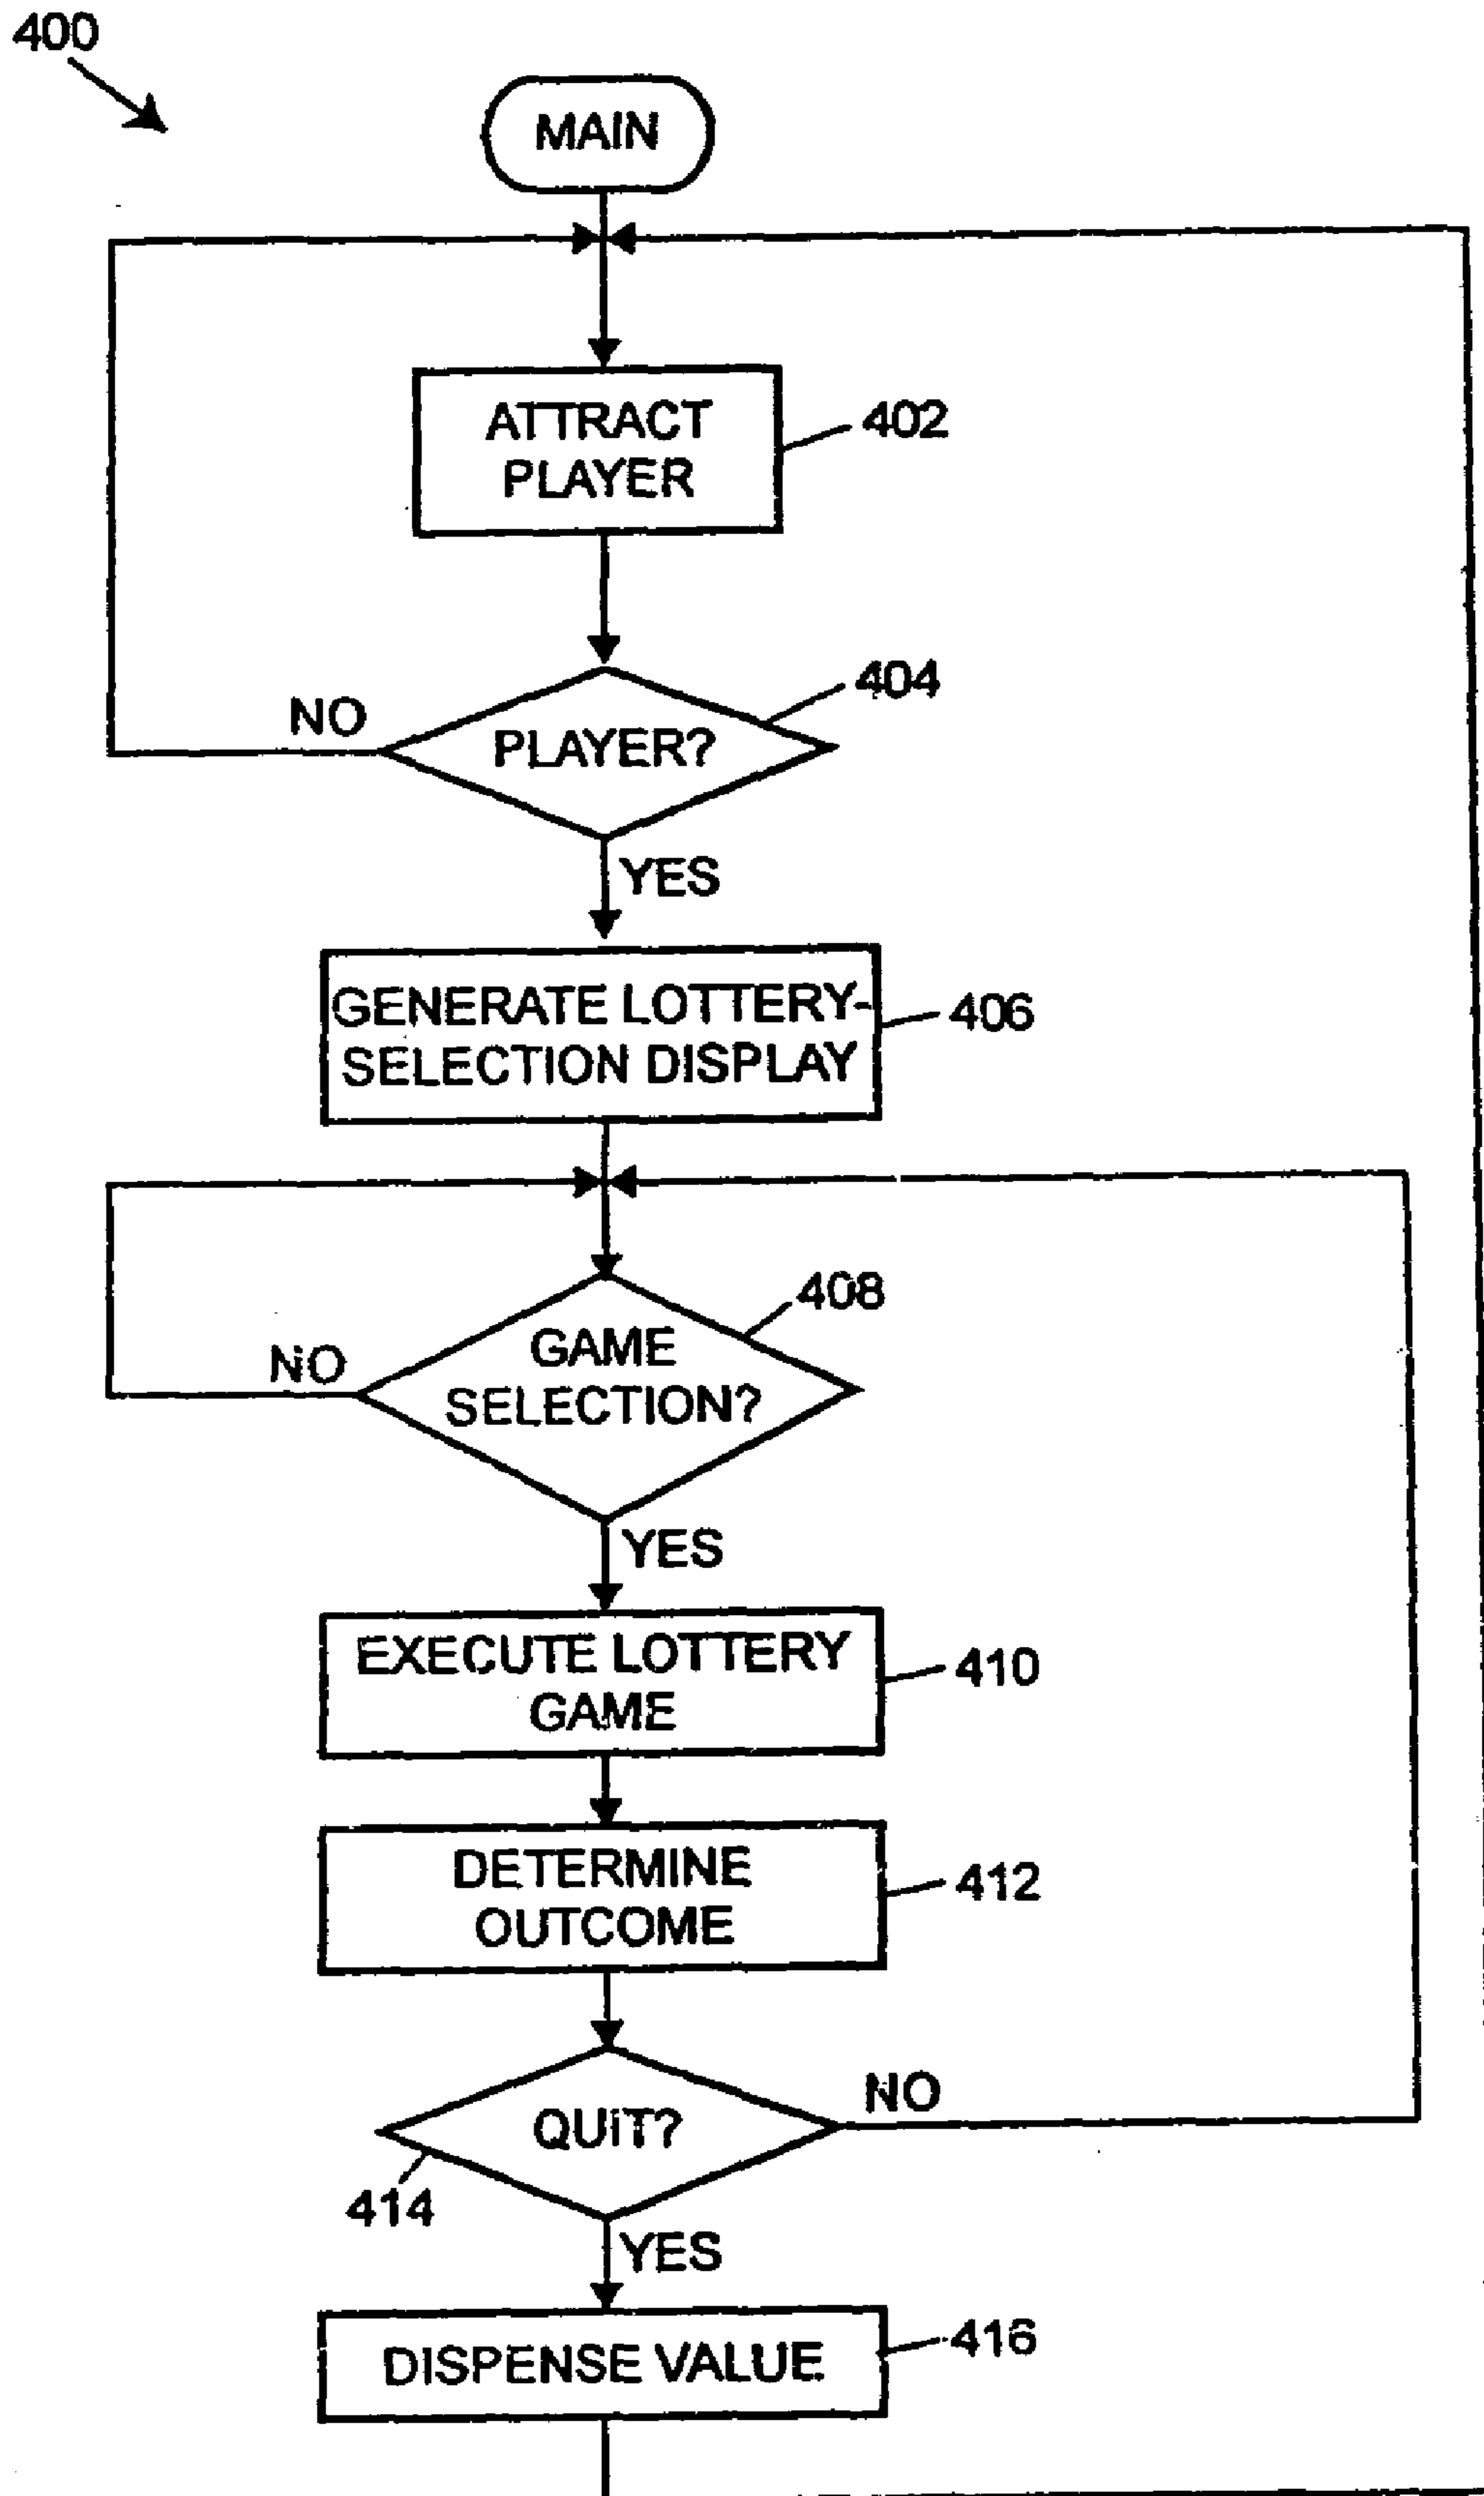 400
MAIN
ATTRACT
PLAYER
402
404
NO
PLAYER?
YES
GENERATE LOTTERY-
SELECTION DISPLAY
406
408
NO
GAME
SELECTION?
YES
EXECUTE LOTTERY
GAME
410
DETERMINE
OUTCOME
412
NO
QUIT?
414
YES
DISPENSE VALUE
416